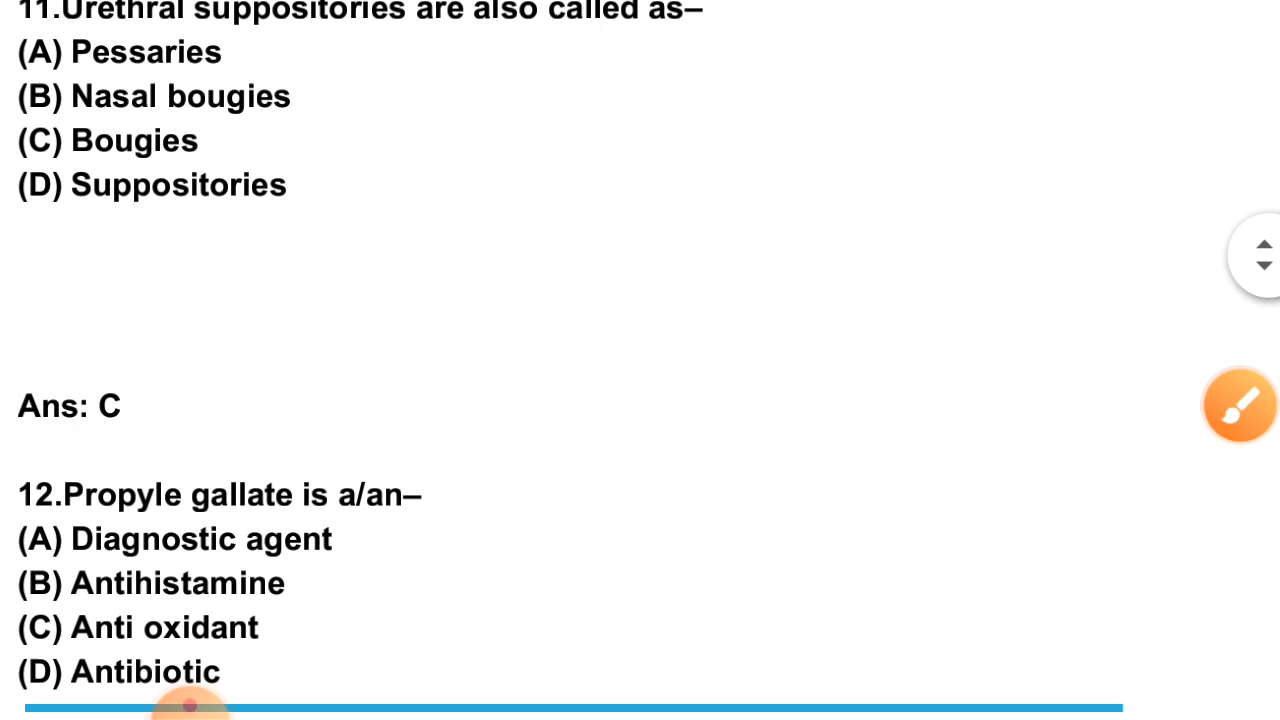 11.Urethral suppositories are also called as–
(A) Pessaries
(B) Nasal bougies
(C) Bougies
(D) Suppositories
Ans: C
12.Propyle gallate is a/an–
(A) Diagnostic agent
(B) Antihistamine
(C) Anti oxidant
(D) Antibiotic